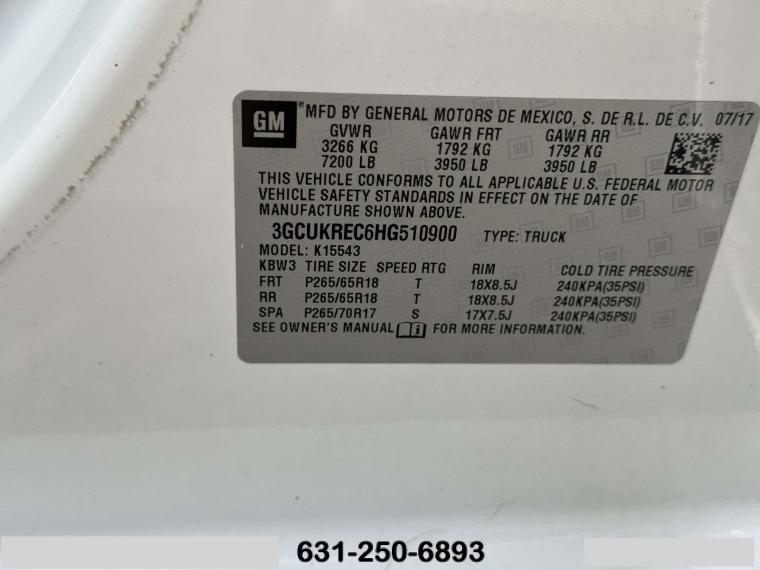 GM *MFD BY GENERAL MOTORS DE MEXICO, S. DE R.L. DE C.V. 07/17
GVWR GAWR FRT GAWR RR
3266 KG 1792 KG 1792 KG
7200 LB 3950 LB 3950 LB
THIS VEHICLE CONFORMS TO ALL APPLICABLE U.S. FEDERAL MOTOR
VEHICLE SAFETY STANDARDS IN EFFECT ON THE DATE OF
MANUFACTURE SHOWN ABOVE.
3GCUKREC6HG510900 TYPE: TRUCK
MODEL: K15543
KBW3 TIRE SIZE SPEED RTG RIM COLD TIRE PRESSURE
FRT P265/65R18 T 18X8.5J 240KPA(35PSI)
RR P265/65R18 T 18X8.5J 240KPA(35PSI)
SPA P265/70R17 S 17X7.5J 240KPA(35PSI)
SEE OWNER'S MANUAL FOR MORE INFORMATION.
631-250-6893